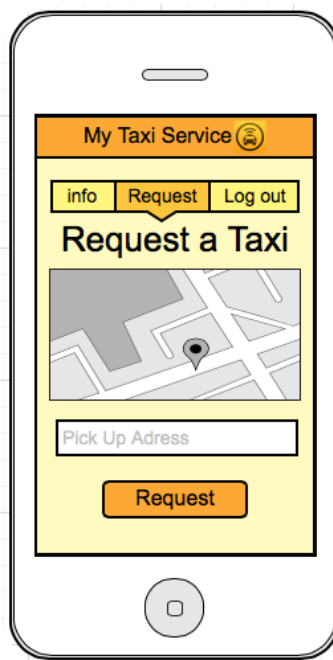 My Taxi Service
info Request Log out
Request a Taxi
Pick Up Adress
Request